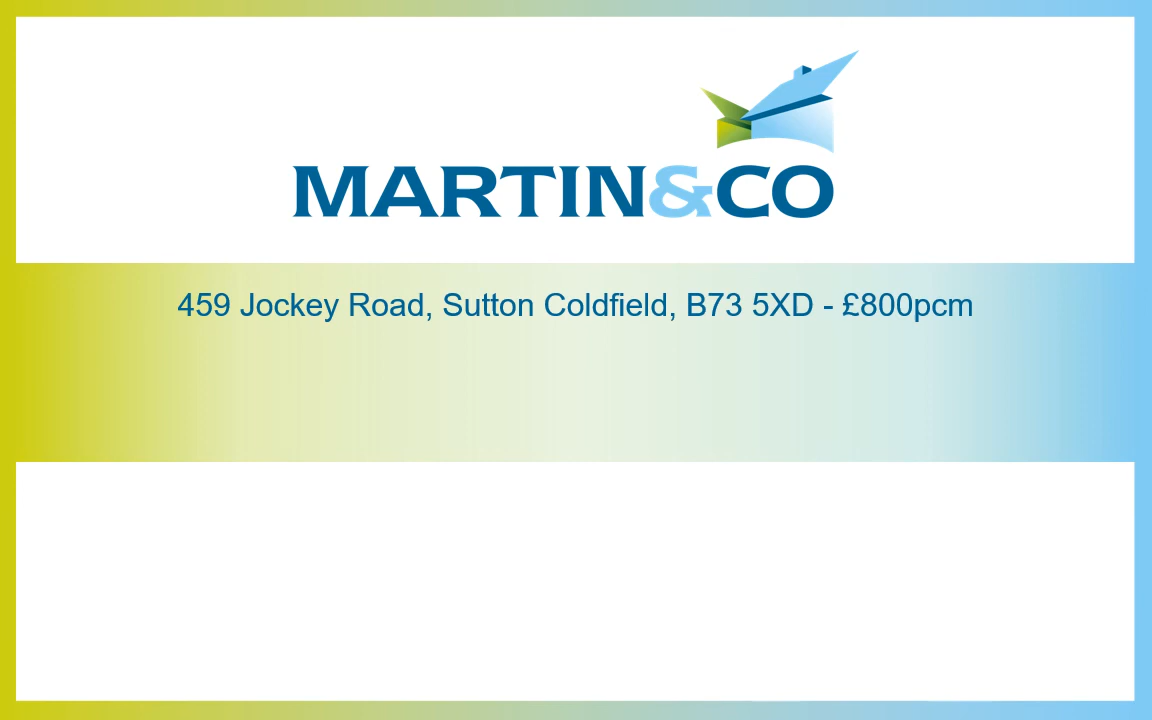 MARTIN&CO
459 Jockey Road, Sutton Coldfield, B73 5XD - £800pcm